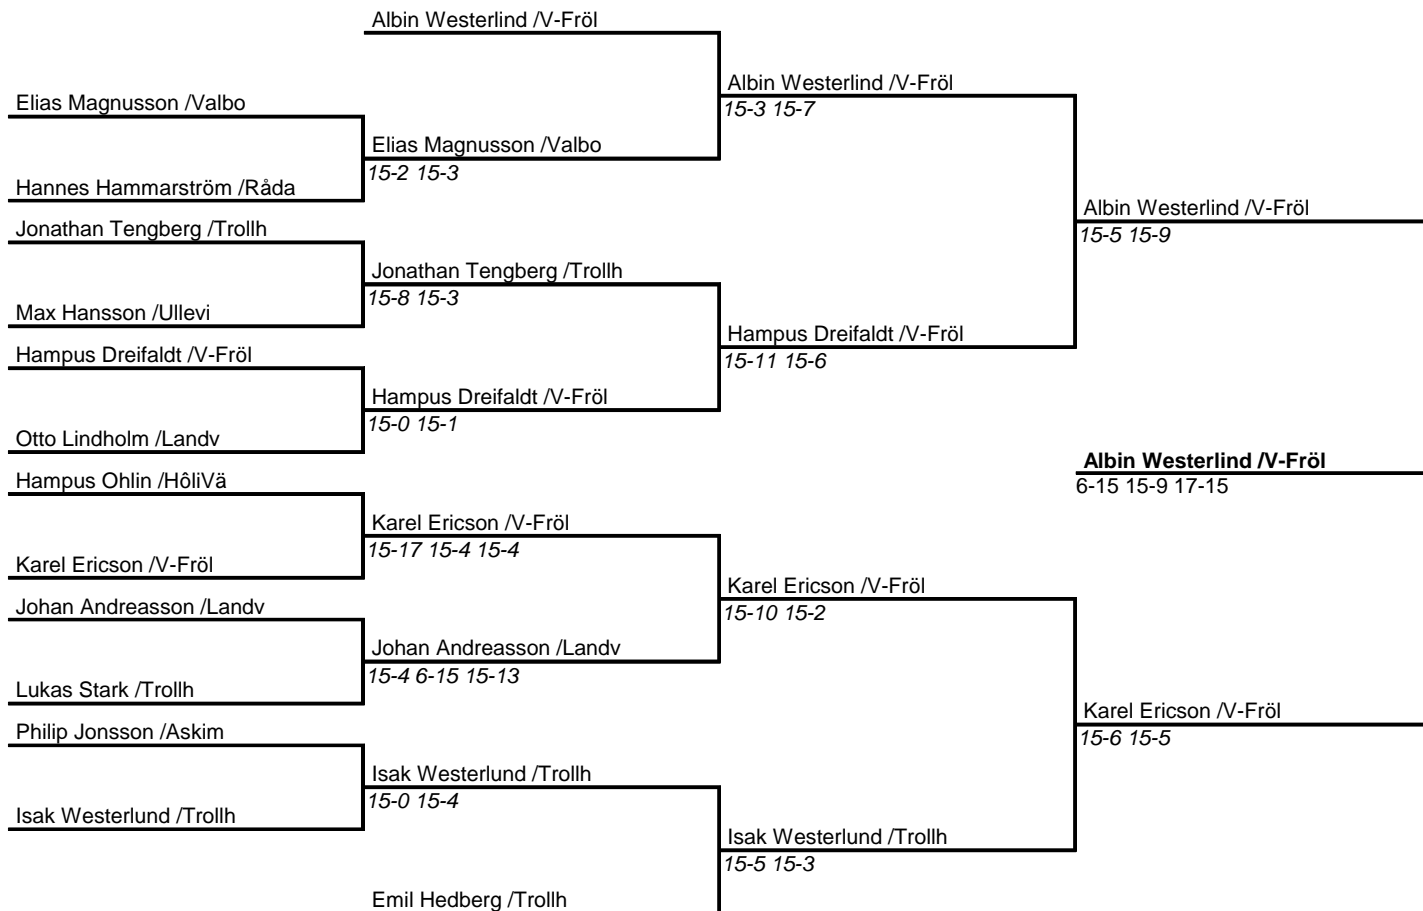 Albin Westerlind /V-Fröl
Albin Westerlind /V-Fröl
15-3 15-7
Elias Magnusson /Valbo
Elias Magnusson /Valbo
15-2 15-3
Hannes Hammarström /Råda
Albin Westerlind /V-Fröl
15-5 15-9
Jonathan Tengberg /Trollh
Jonathan Tengberg /Trollh
15-8 15-3
Max Hansson /Ullevi
Hampus Dreifaldt /V-Fröl
15-11 15-6
Hampus Dreifaldt /V-Fröl
Hampus Dreifaldt /V-Fröl
15-0 15-1
Otto Lindholm /Landv
Albin Westerlind /V-Fröl
6-15 15-9 17-15
Hampus Ohlin /HôliVä
Karel Ericson /V-Fröl
15-17 15-4 15-4
Karel Ericson /V-Fröl
Karel Ericson /V-Fröl
15-10 15-2
Johan Andreasson /Landv
Johan Andreasson /Landv
15-4 6-15 15-13
Lukas Stark /Trollh
Karel Ericson /V-Fröl
15-6 15-5
Philip Jonsson /Askim
Isak Westerlund /Trollh
15-0 15-4
Isak Westerlund /Trollh
Isak Westerlund /Trollh
15-5 15-3
Emil Hedberg /Trollh